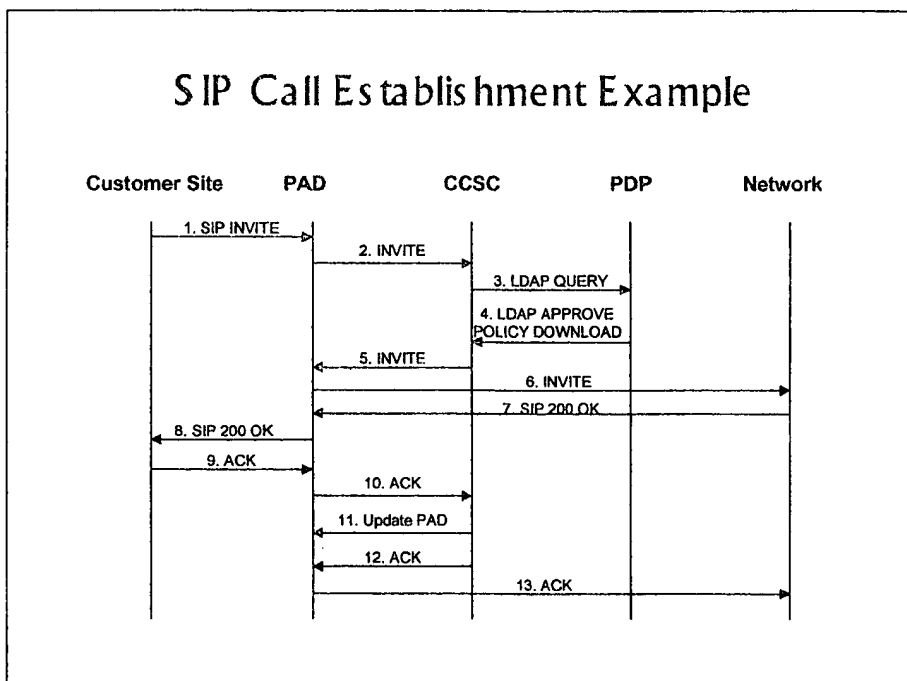 SIP Call Establishment Example
Customer Site PAD CCSC PDP Network
1. SIP INVITE
2. INVITE
3. LDAP QUERY
4. LDAP APPROVE
POLICY DOWNLOAD
5. INVITE
6. INVITE
7. SIP 200 OK
8. SIP 200 OK
9. ACK
10. ACK
11. Update PAD
12. ACK
13. ACK